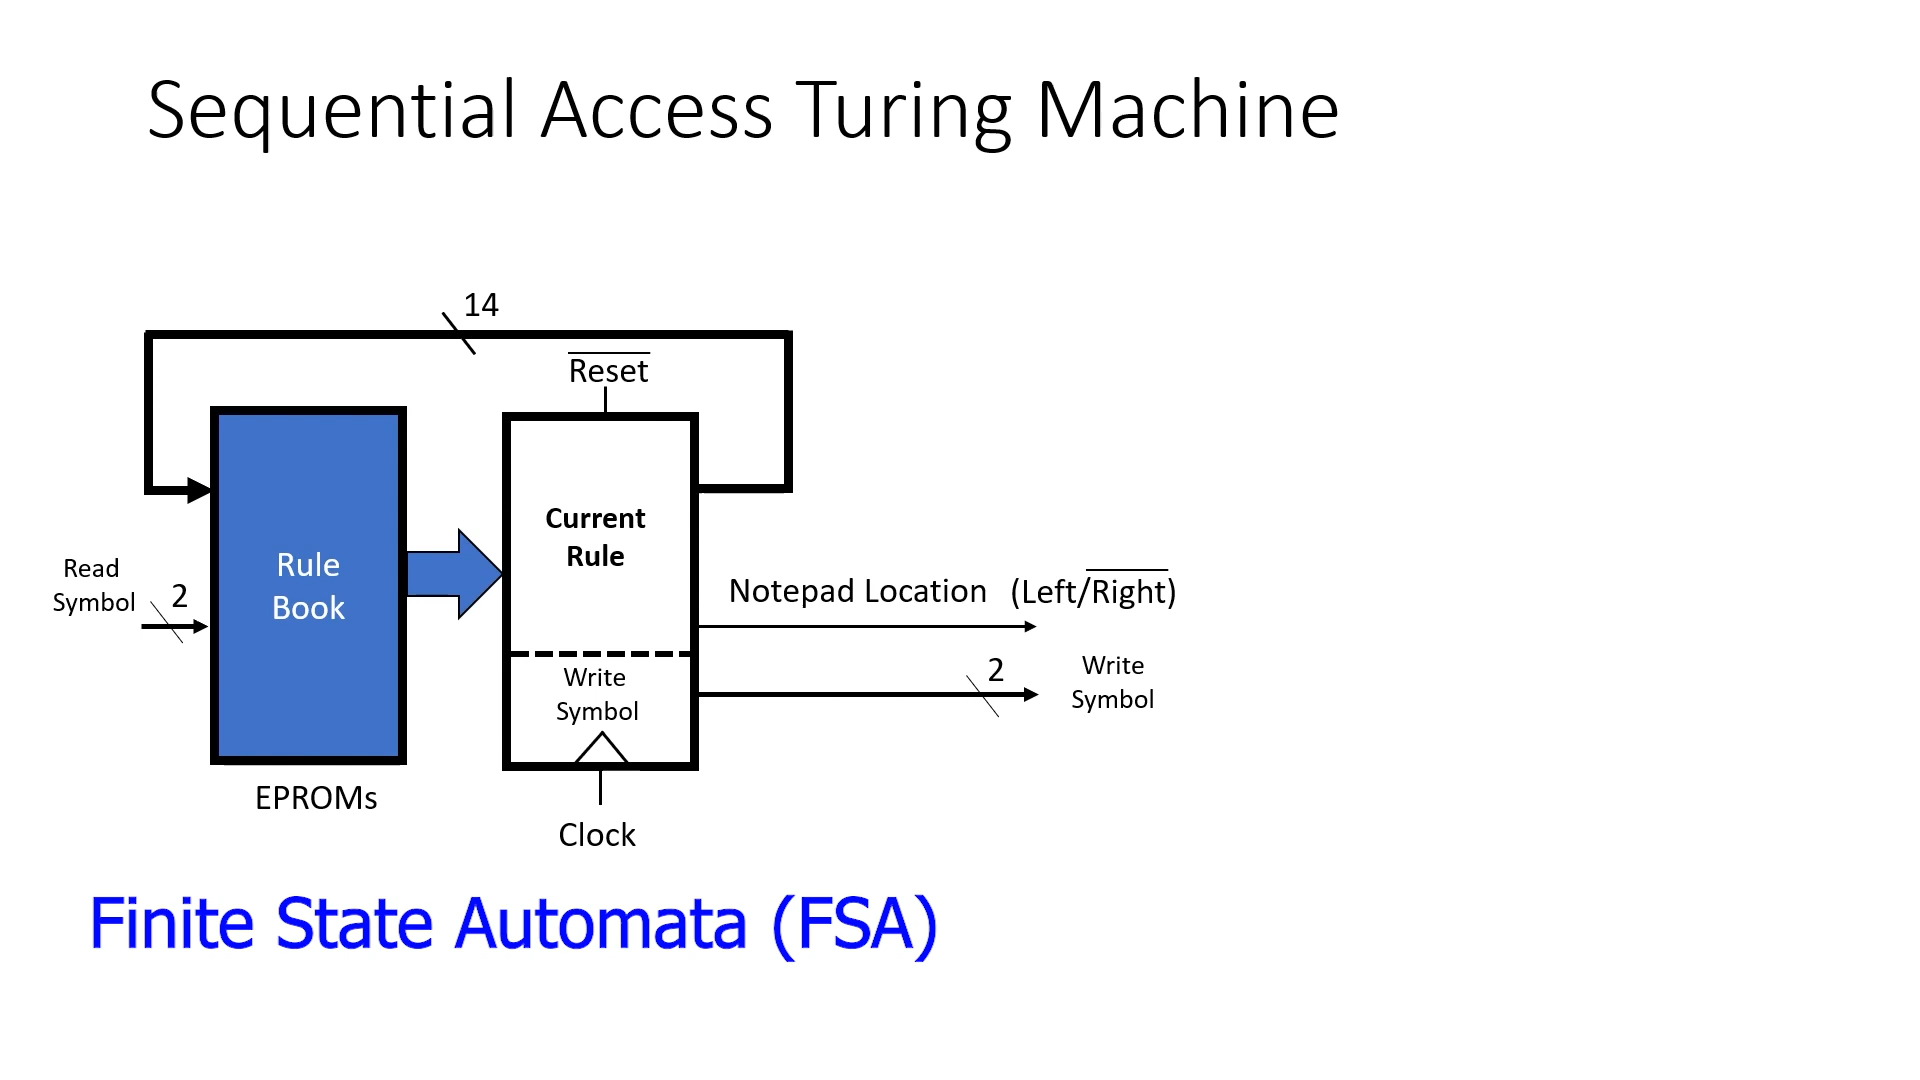 Sequential Access Turing Machine
14
Reset
Current
Rule
Read
Symbol
2
Rule
Book
Notepad Location (Left/Right)
Write
Symbol
2
Write
Symbol
EPROMs
Clock
Finite State Automata (FSA)